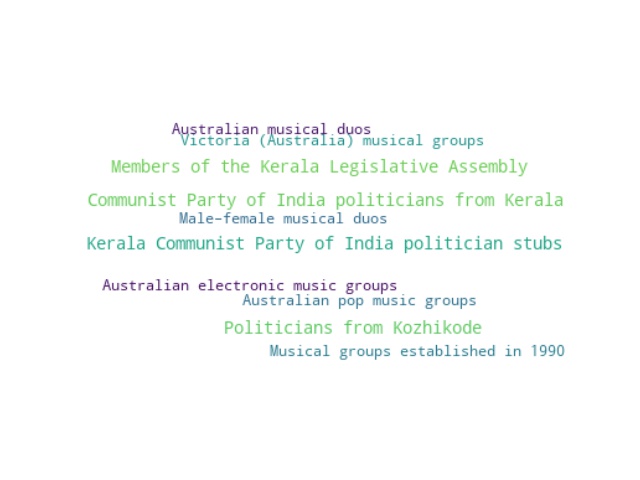 Australian musical duos
Victoria (Australia) musical groups
Members of the Kerala Legislative Assembly
Communist Party of India politicians from Kerala
Male–female musical duos
Kerala Communist Party of India politician stubs
Australian electronic music groups
Australian pop music groups
Politicians from Kozhikode
Musical groups established in 1990